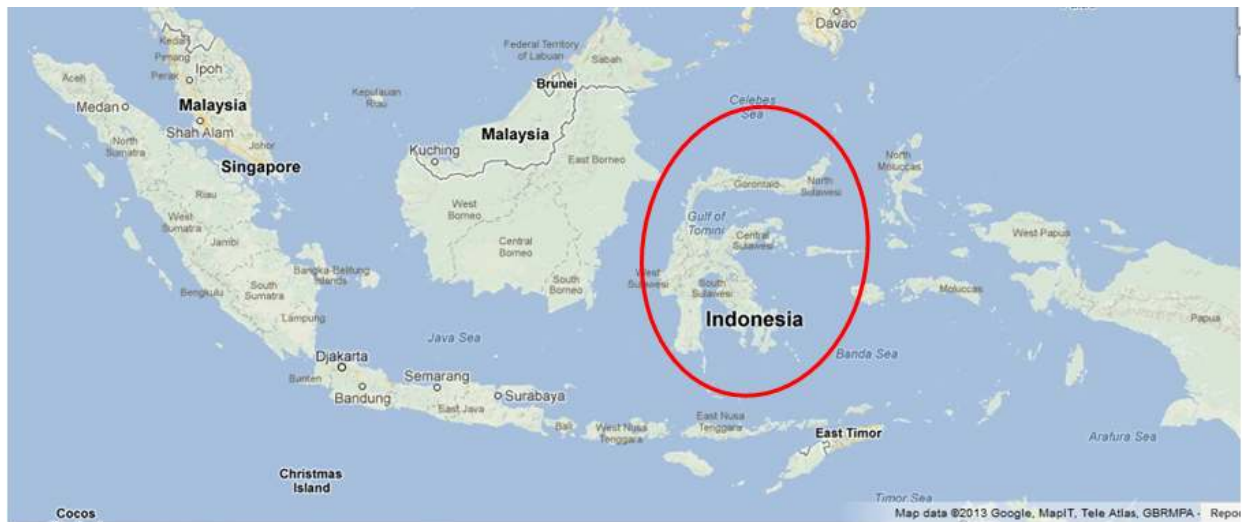 Davao
Kedah
Pinang
Ipoh
Perak
Federal Territory
of Labuan
Sabah
Aceh
Medan
Malaysia
Brunei
Kepulauan
Riau
Celebes
Sea
Shah Alam
North
Sumatra
Johor
Malaysia
Kuching
East Borneo
Singapore
North
Moluccas
Gorontalo
North
Sulawesi
Riau
West
Sumatra
West
Borneo
Gulf of
Tomini
Central
Sulawesi
West Papua
Jambi
Central
Borneo
Bangka-Belitung
Islands
West
Sulawesi
South
Sulawesi
South
Borneo
Bengkulu
South
Sumatra
Moluccas
Lampung
Indonesia
Papua
Java Sea
Banda Sea
Djakarta
Banten
Bandung
Semarang
Surabaya
East Java
Bali
West Nusa
Tenggara
East Nusa
Tenggara
East Timor
Arafura Sea
Christmas
Island
Timor Sea
Cocos
Map data ©2013 Google, MapIT, Tele Atlas, GBRMPA - Repor